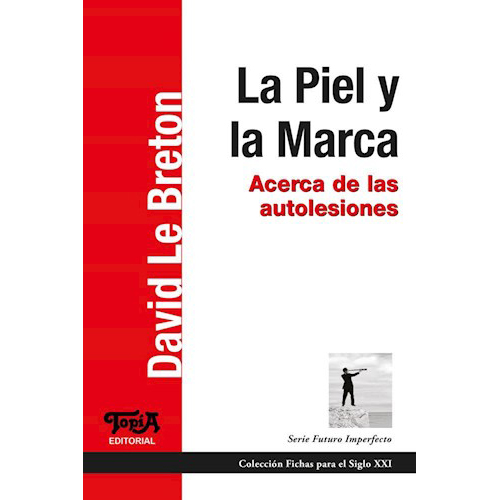 La Piel y
la Marca
Acerca de las
autolesiones
David Le Breton
Topía
EDITORIAL
Serie Futuro Imperfecto
Colección Fichas para el Siglo XXI